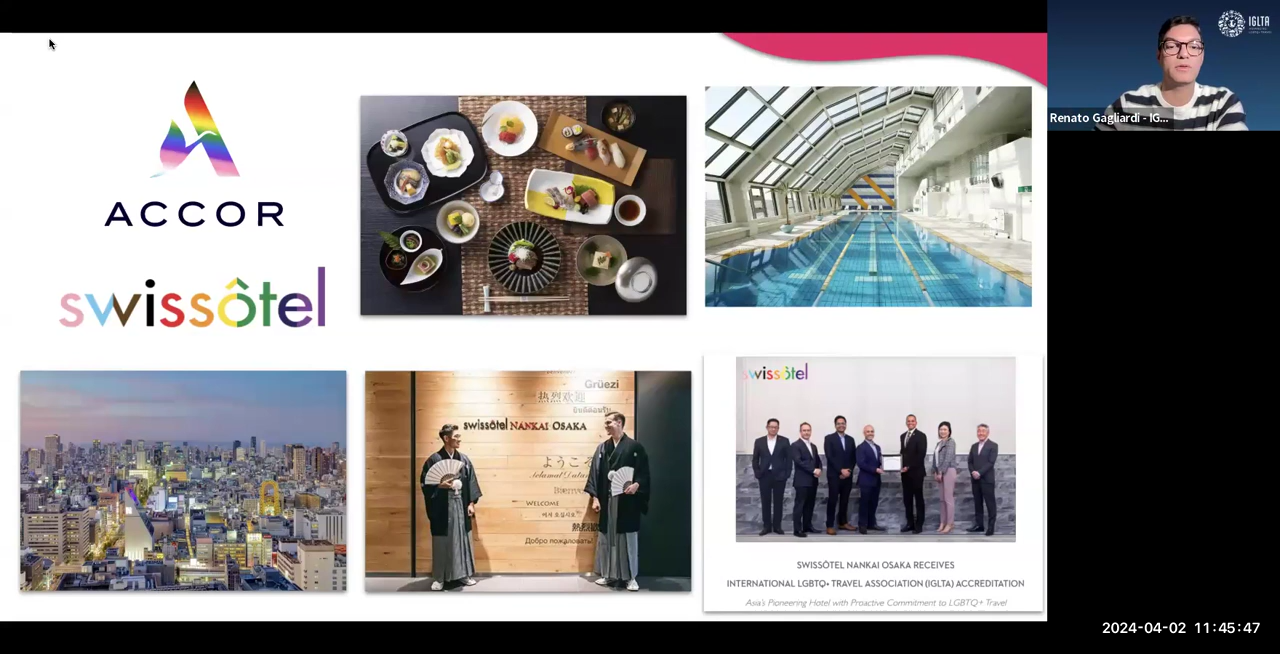 ACCOR
swissôtel
Grüezi
热烈欢迎
swissôtel NANKAI OSAKA
ようこそ
Selamat Datang
WELCOME
Добро пожаловать!
swissôtel
SWISSÔTEL NANKAI OSAKA RECEIVES
INTERNATIONAL LGBTQ+ TRAVEL ASSOCIATION (IGLTA) ACCREDITATION
Asia's Pioneering Hotel with Proactive Commitment to LGBTQ+ Travel
IGLTA
Renato Gagliardi - IG...
2024-04-02 11:45:47